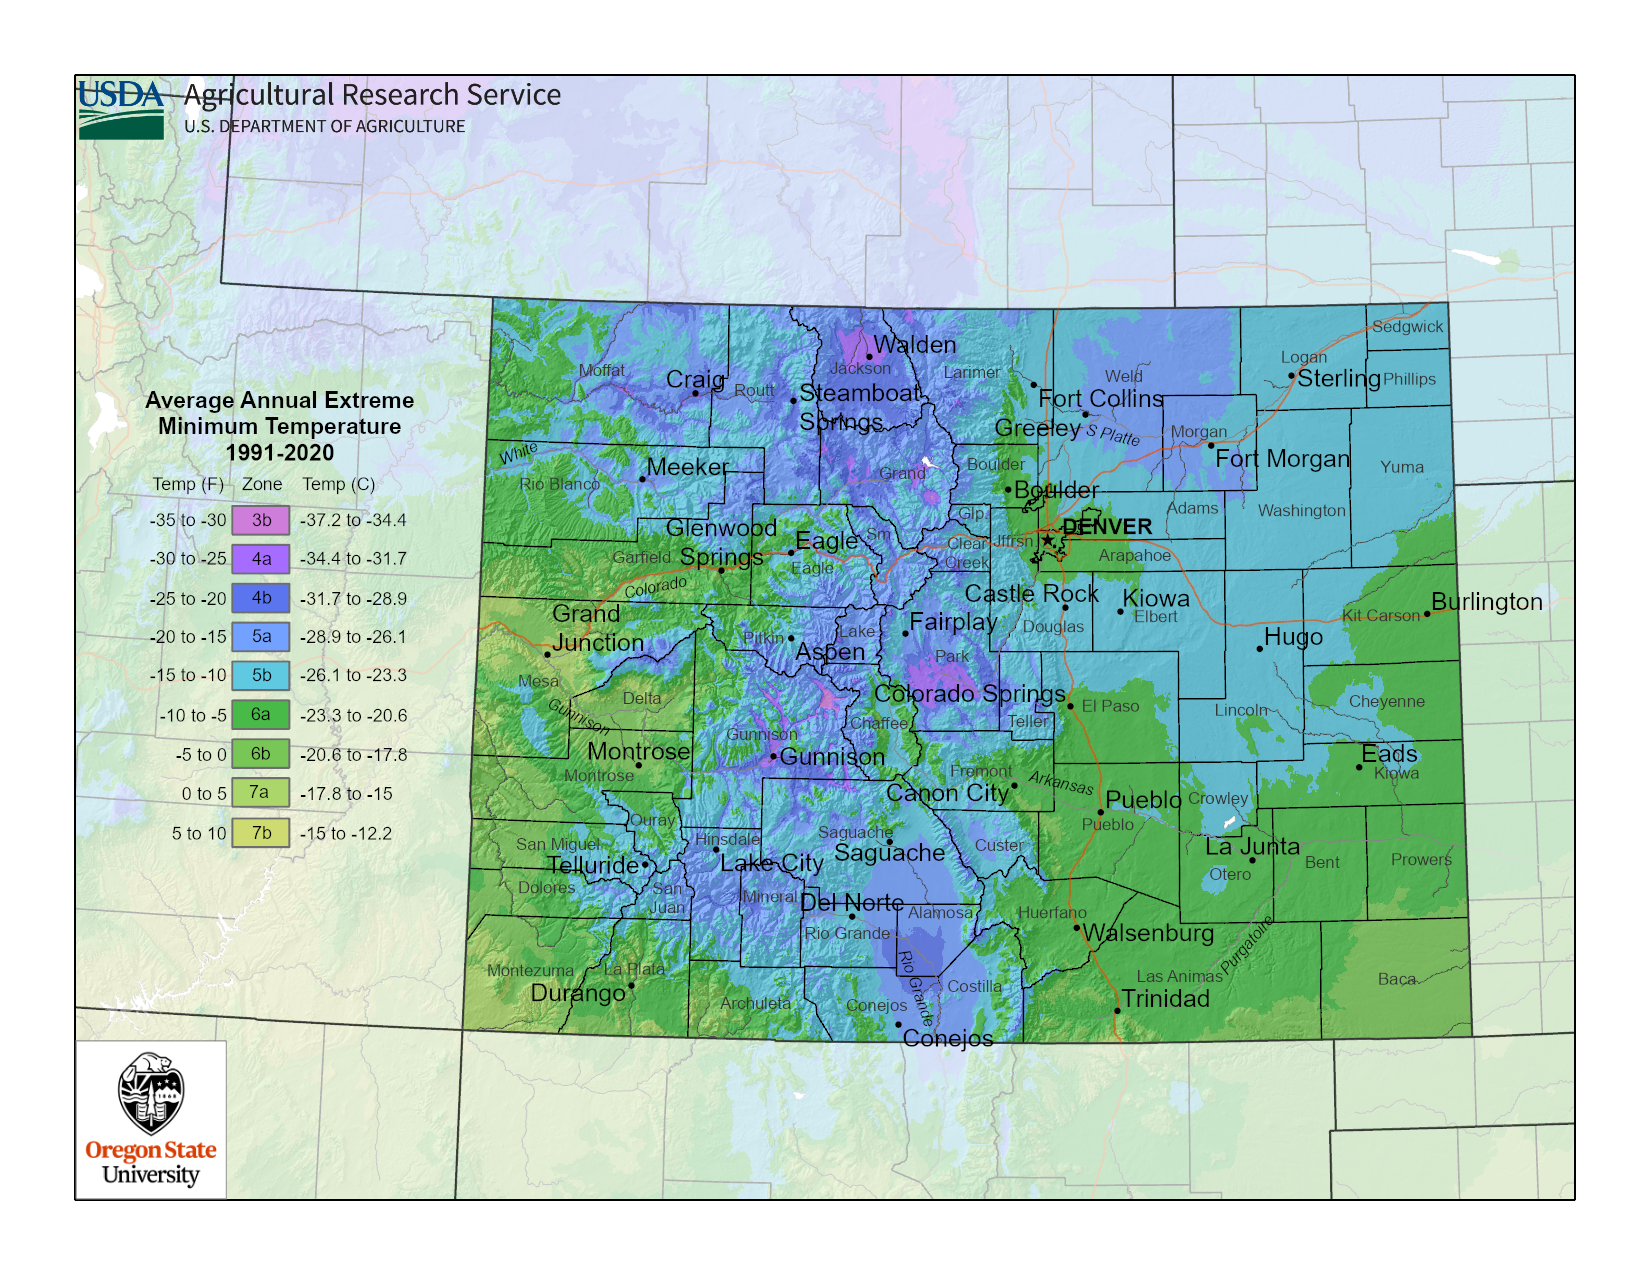 USDA Agricultural Research Service
U.S. DEPARTMENT OF AGRICULTURE
Average Annual Extreme
Minimum Temperature
1991-2020
Temp (F) Zone Temp (C)
-35 to -30 3b -37.2 to -34.4
-30 to -25 4a -34.4 to -31.7
-25 to -20 4b -31.7 to -28.9
-20 to -15 5a -28.9 to -26.1
-15 to -10 5b -26.1 to -23.3
-10 to -5 6a -23.3 to -20.6
-5 to 0 6b -20.6 to -17.8
0 to 5 7a -17.8 to -15
5 to 10 7b -15 to -12.2
Sedgwick
Walden
Logan
Moffat
Jackson
Larimer
Weld
Craig
Routt
Sterling
Phillips
Steamboat
Springs
Fort Collins
Greeley
S Platte
Morgan
White
Fort Morgan
Meeker
Boulder
Yuma
Rio Blanco
Grand
Boulder
Adams
Washington
Glp.
Glenwood
Springs
DENVER
Eagle
Sm
Clear
Creek
Jffrsn
Arapahoe
Garfield
Eagle
Colorado
Castle Rock
Kiowa
Elbert
Burlington
Kit Carson
Grand
Junction
Fairplay
Douglas
Hugo
Pitkin
Lake
Aspen
Park
Mesa
Delta
Colorado Springs
El Paso
Cheyenne
Gunnison
Lincoln
Chaffee
Teller
Gunnison
Montrose
Gunnison
Eads
Kiowa
Montrose
Fremont
Arkansas
Canon City
Pueblo
Crowley
Pueblo
Ouray
Saguache
San Miguel
Hinsdale
Custer
La Junta
Saguache
Telluride
Lake City
Bent
Prowers
Otero
Dolores
San
Juan
Mineral
Del Norte
Alamosa
Huerfano
Rio Grande
Walsenburg
Purgatoire
Montezuma
La Plata
Rio Grande
Las Animas
Baca
Durango
Costilla
Archuleta
Conejos
Trinidad
Conejos
1868
Oregon State
University